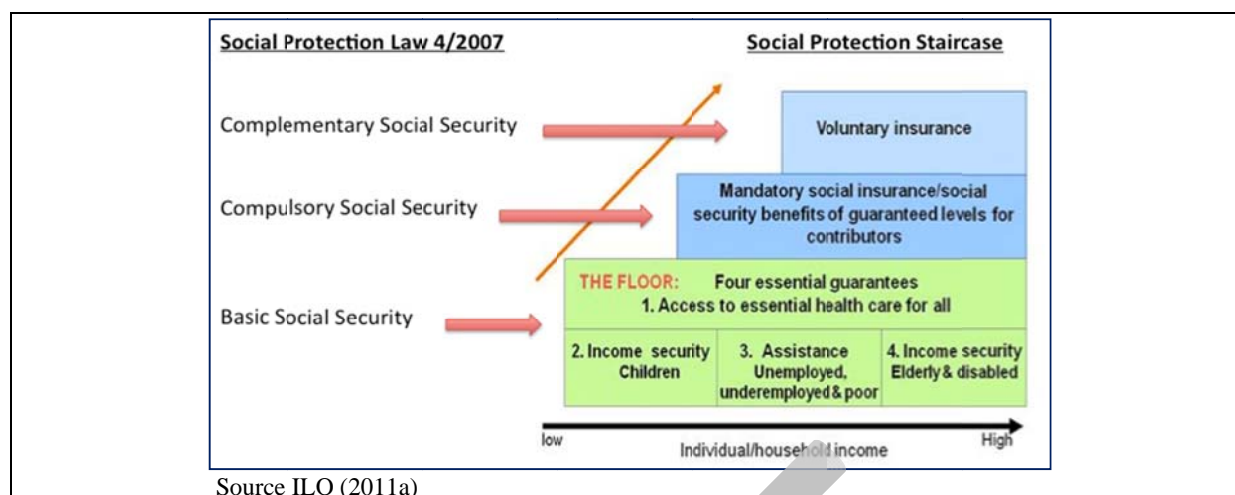 Social Protection Law 4/2007
Social Protection Staircase
Complementary Social Security
Voluntary insurance
Compulsory Social Security
Mandatory social insurance/social
security benefits of guaranteed levels for
contributors
Basic Social Security
THE FLOOR: Four essential guarantees
1. Access to essential health care for all
2. Income security
Children
3. Assistance
Unemployed,
underemployed & poor
4. Income security
Elderly & disabled
low
High
Individual/household income
Source ILO (2011a)